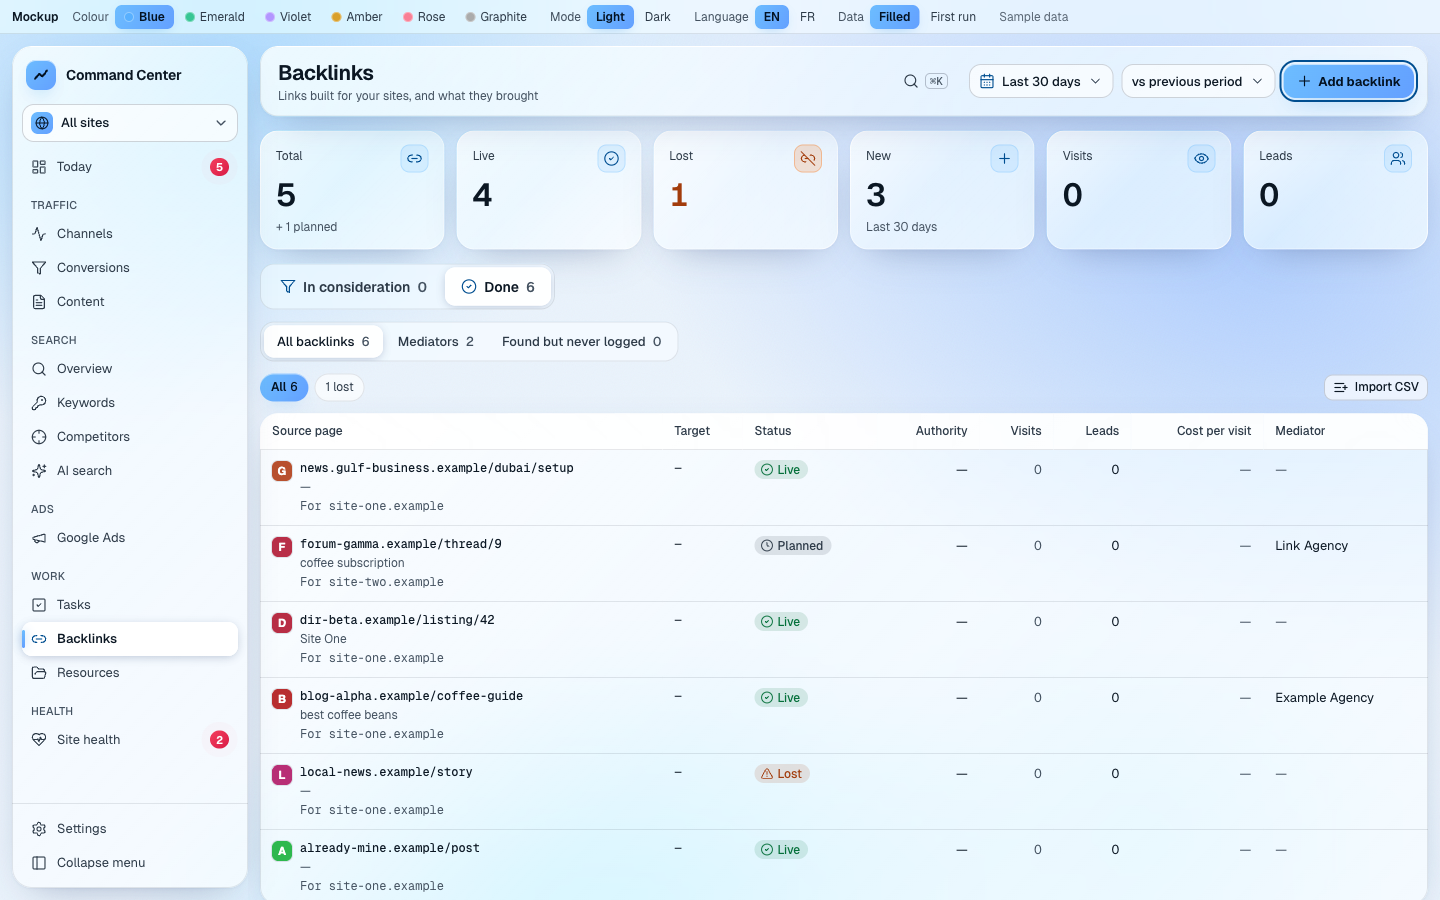 Mockup Colour Blue Emerald Violet Amber Rose Graphite Mode Light Dark Language EN FR Data Filled First run Sample data
Command Center
All sites
Today 5
TRAFFIC
Channels
Conversions
Content
SEARCH
Overview
Keywords
Competitors
AI search
ADS
Google Ads
WORK
Tasks
Backlinks
Resources
HEALTH
Site health 2
Settings
Collapse menu
Backlinks
Links built for your sites, and what they brought
⌘K Last 30 days vs previous period Add backlink
Total
5
+ 1 planned
Live
4
Lost
1
New
3
Last 30 days
Visits
0
Leads
0
In consideration 0 Done 6
All backlinks 6 Mediators 2 Found but never logged 0
All 6 1 lost Import CSV
Source page Target Status Authority Visits Leads Cost per visit Mediator
G news.gulf-business.example/dubai/setup – Live — 0 0 — —
—
For site-one.example
F forum-gamma.example/thread/9 – Planned — 0 0 — Link Agency
coffee subscription
For site-two.example
D dir-beta.example/listing/42 – Live — 0 0 — —
Site One
For site-one.example
B blog-alpha.example/coffee-guide – Live — 0 0 — Example Agency
best coffee beans
For site-one.example
L local-news.example/story – Lost — 0 0 — —
—
For site-one.example
A already-mine.example/post – Live — 0 0 — —
—
For site-one.example